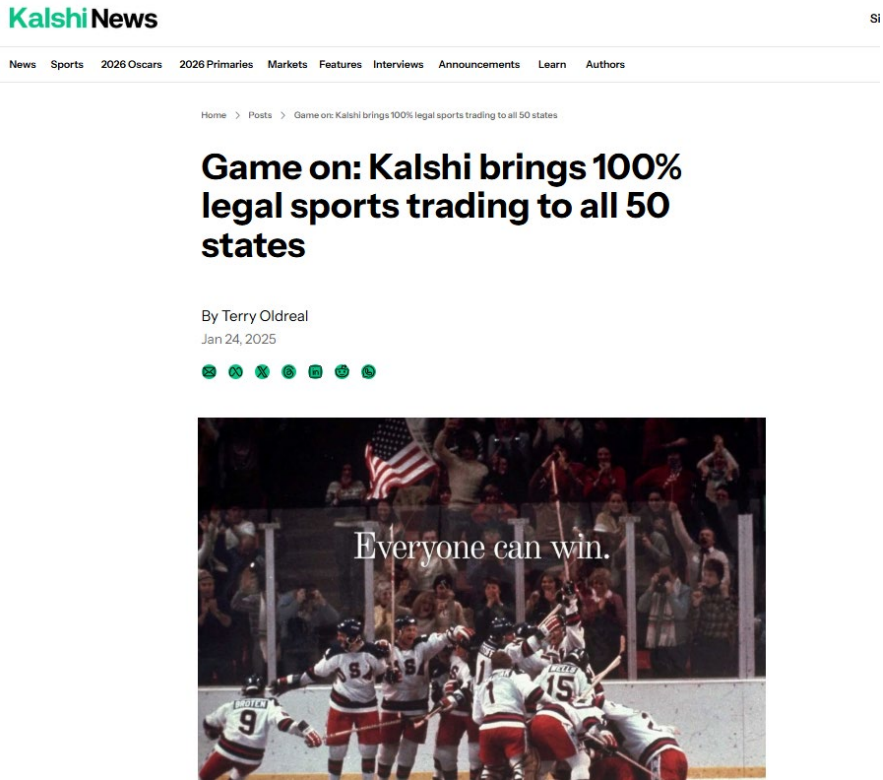 Kalshi News
Si
News Sports 2026 Oscars 2026 Primaries Markets Features Interviews Announcements Learn Authors
Home > Posts > Game on: Kalshi brings 100% legal sports trading to all 50 states
Game on: Kalshi brings 100%
legal sports trading to all 50
states
By Terry Oldreal
Jan 24, 2025
Everyone can win.
BROTEN
9
USA
1
15